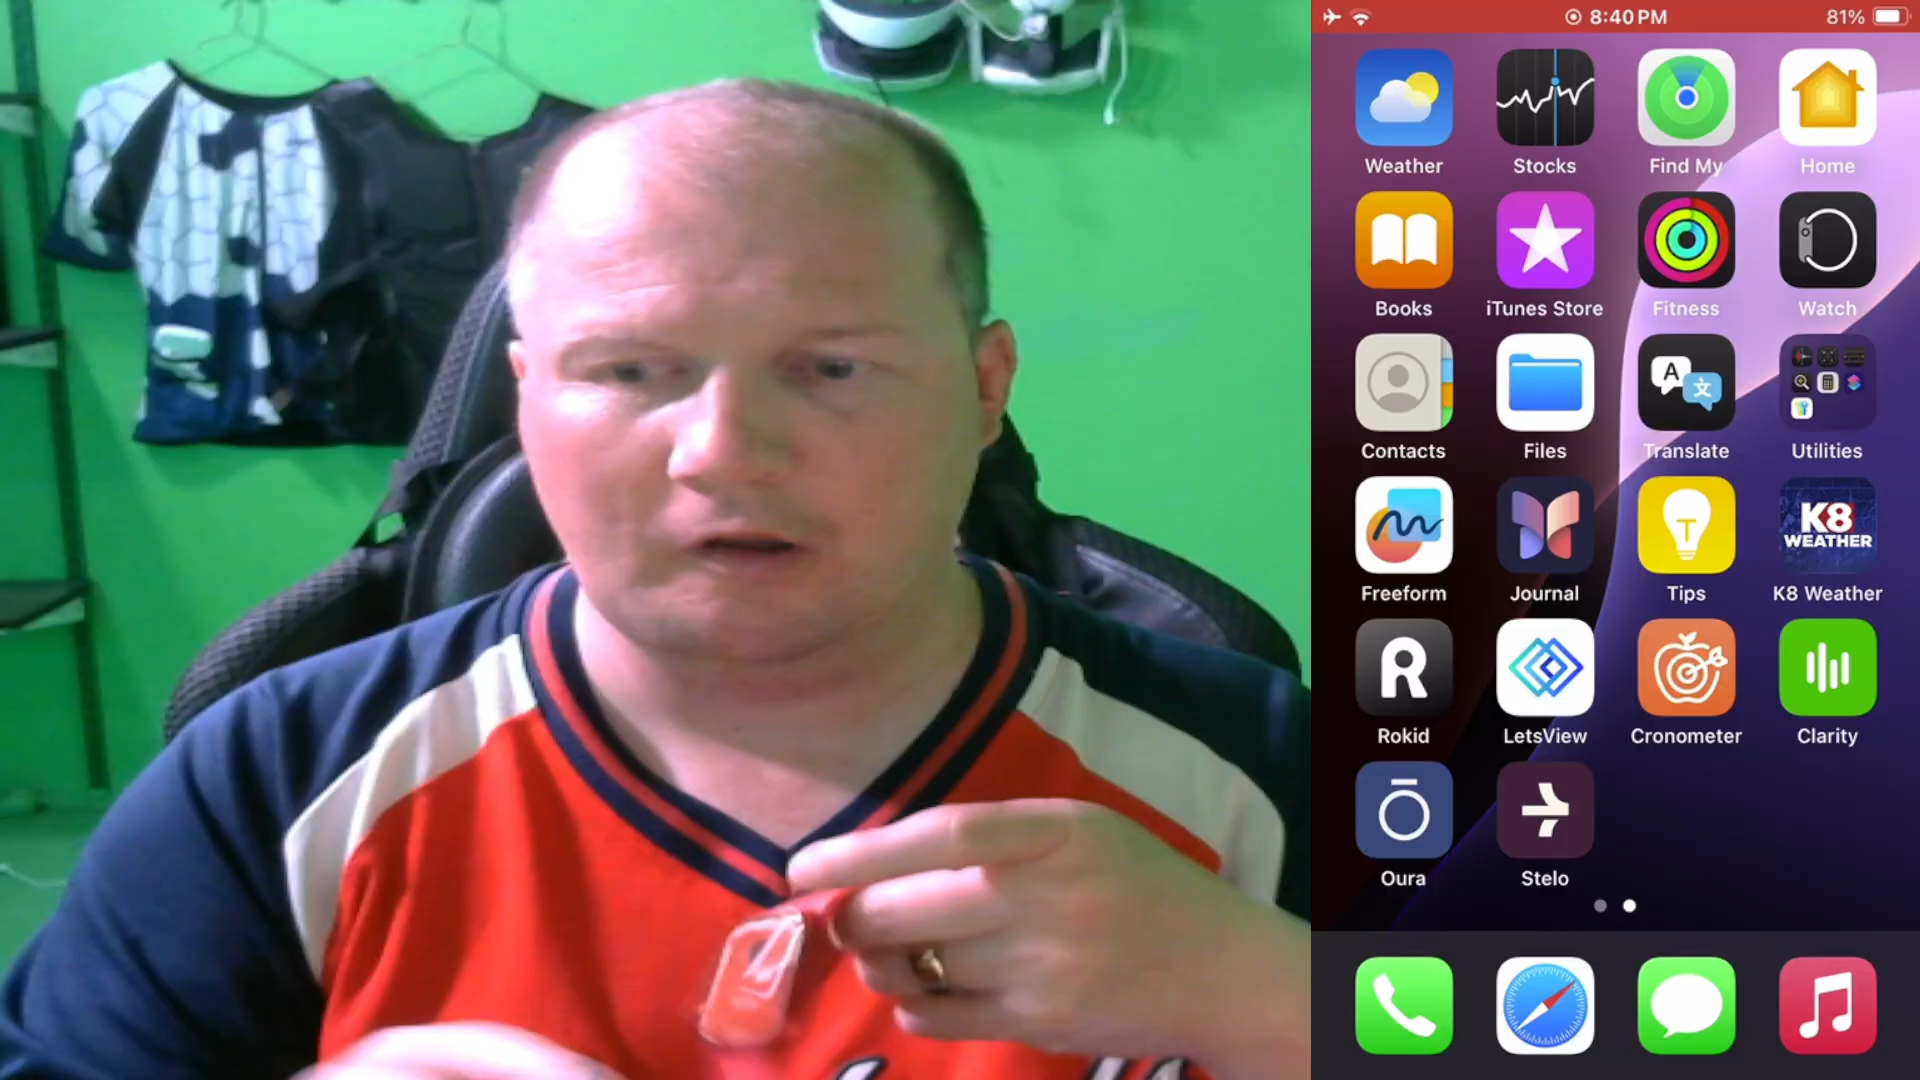 8:40 PM
81%
Weather
Stocks
Find My
Home
Books
iTunes Store
Fitness
Watch
Contacts
Files
Translate
Utilities
K8
WEATHER
Freeform
Journal
Tips
K8 Weather
Rokid
LetsView
Cronometer
Clarity
Oura
Stelo